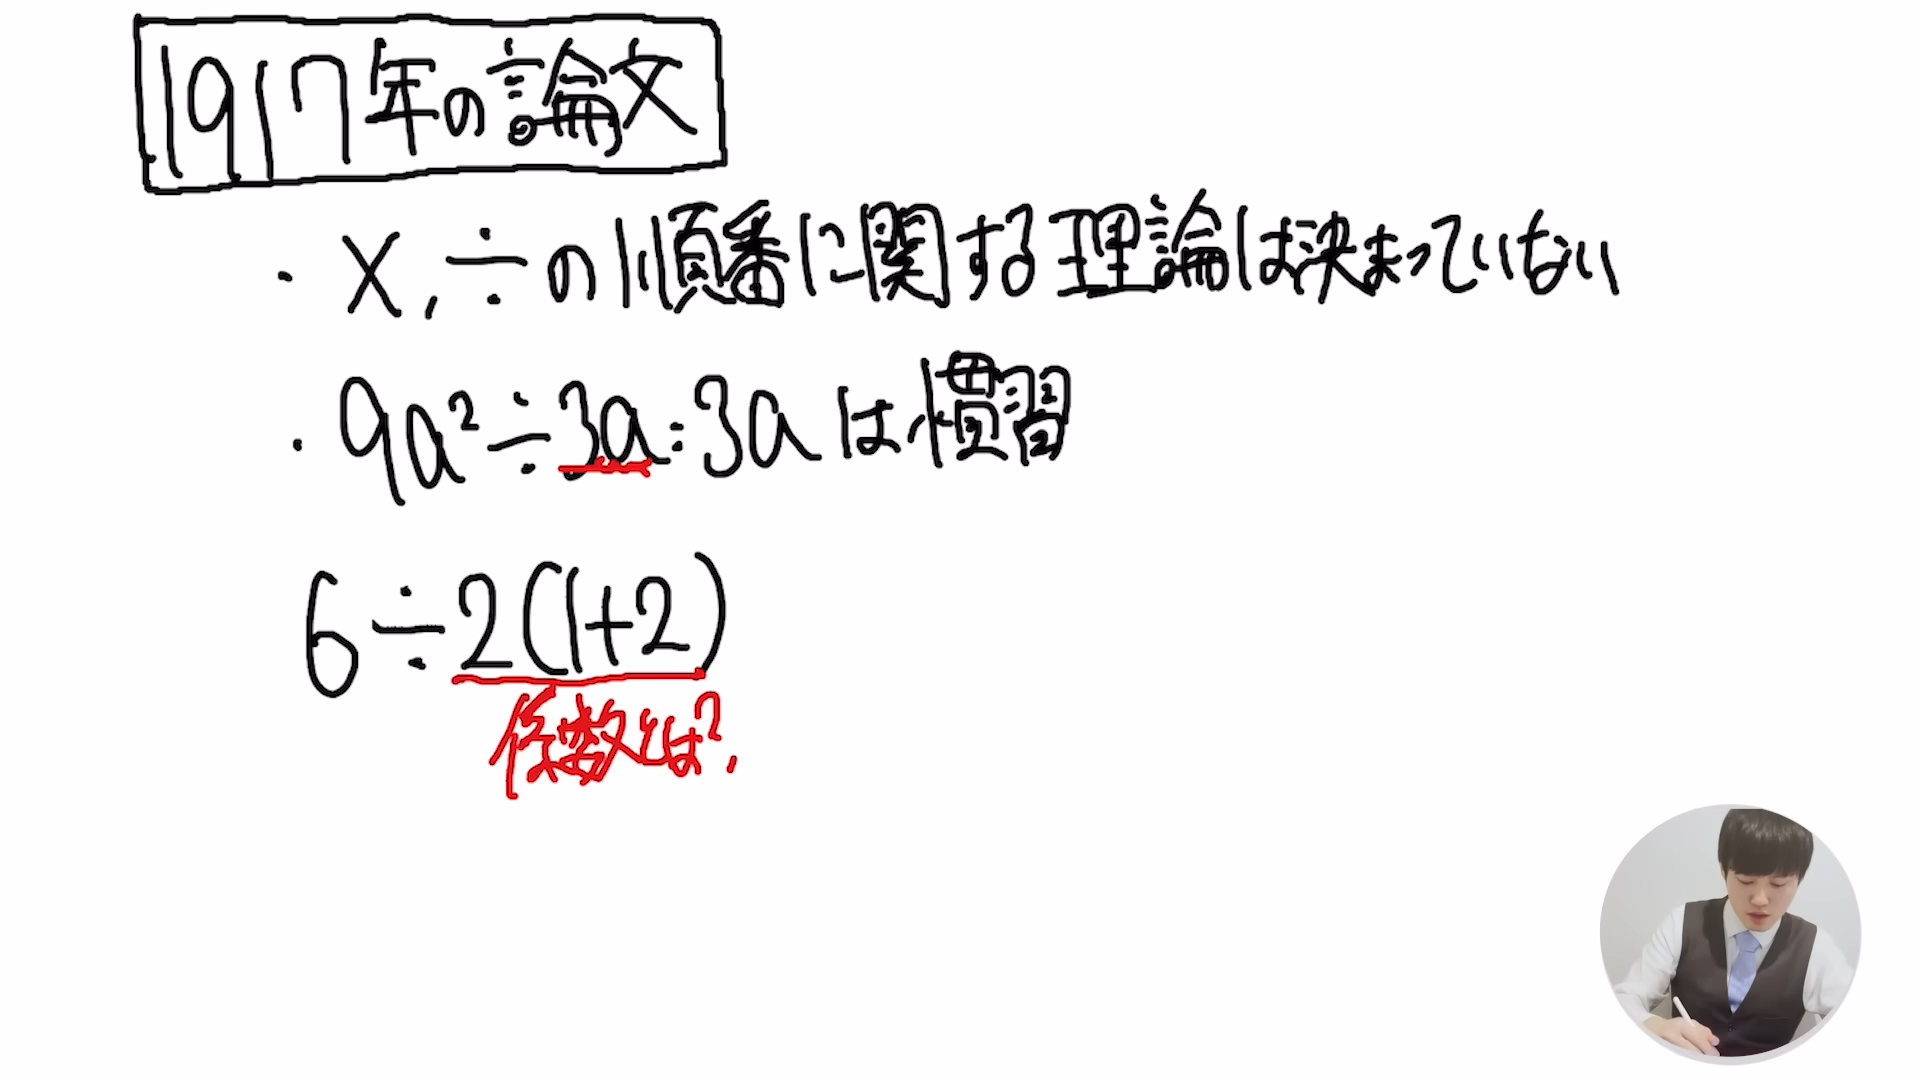 1917年の論文
・×,÷の順番に関する理論は決まっていない
・9a²÷3a=3aは慣習
6÷2(1+2)
係数とは?